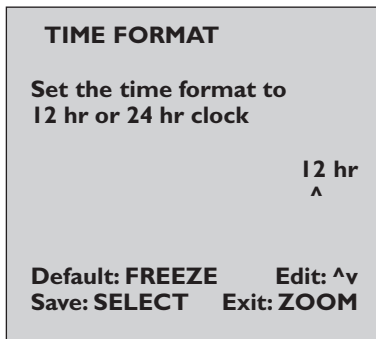 TIME FORMAT
Set the time format to
12 hr or 24 hr clock
12 hr
^
Default: FREEZE Edit: ^v
Save: SELECT Exit: ZOOM